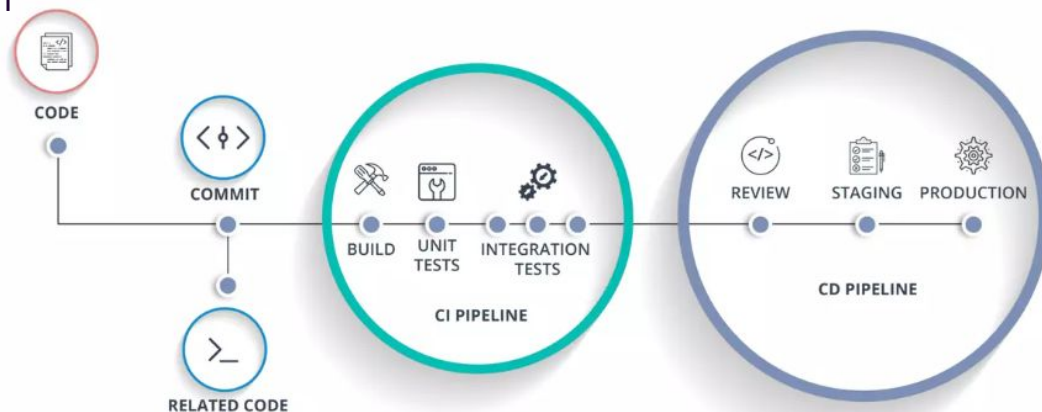 CODE
COMMIT
RELATED CODE
BUILD
UNIT
TESTS
INTEGRATION
TESTS
CI PIPELINE
REVIEW
STAGING
PRODUCTION
CD PIPELINE